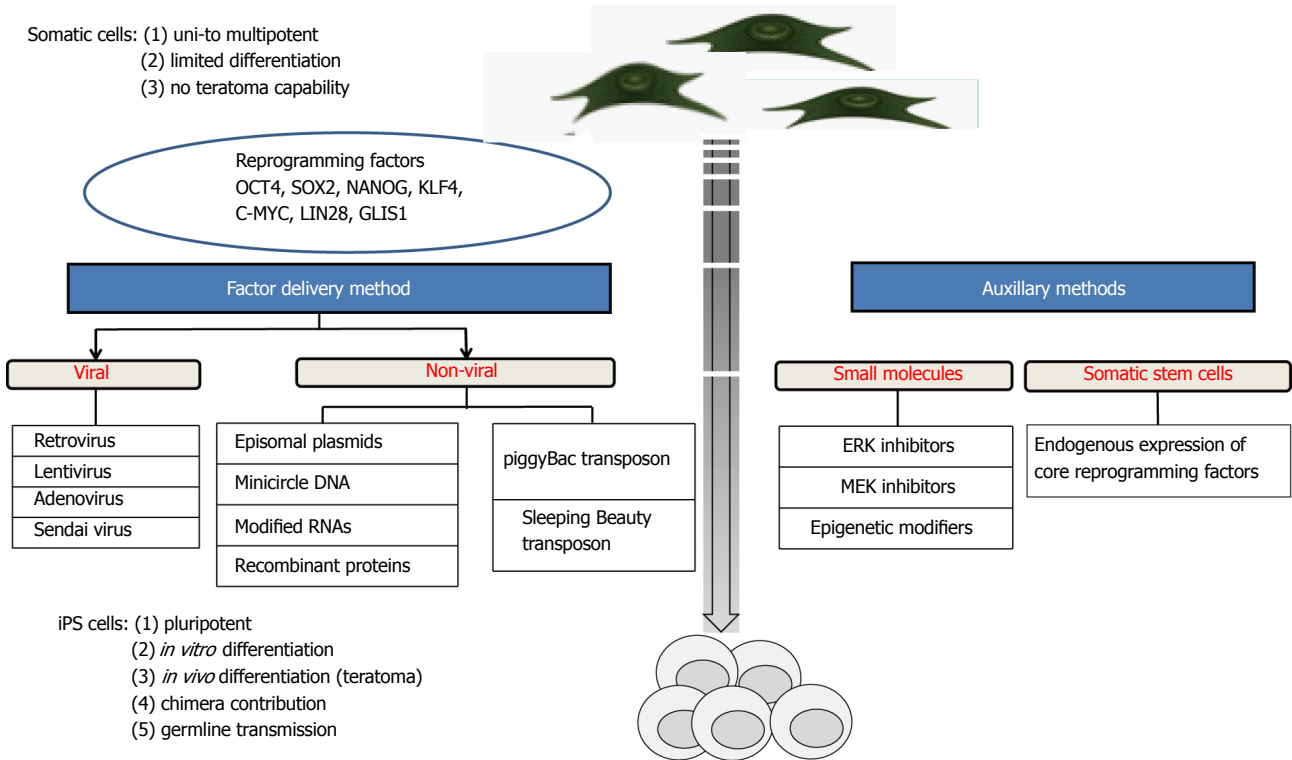 Somatic cells: (1) uni-to multipotent
(2) limited differentiation
(3) no teratoma capability
Reprogramming factors
OCT4, SOX2, NANOG, KLF4,
C-MYC, LIN28, GLIS1
Factor delivery method
Auxillary methods
Viral
Non-viral
Small molecules
Somatic stem cells
Retrovirus
Lentivirus
Adenovirus
Sendai virus
Episomal plasmids
Minicircle DNA
Modified RNAs
Recombinant proteins
piggyBac transposon
Sleeping Beauty
transposon
ERK inhibitors
MEK inhibitors
Epigenetic modifiers
Endogenous expression of
core reprogramming factors
iPS cells: (1) pluripotent
(2) in vitro differentiation
(3) in vivo differentiation (teratoma)
(4) chimera contribution
(5) germline transmission